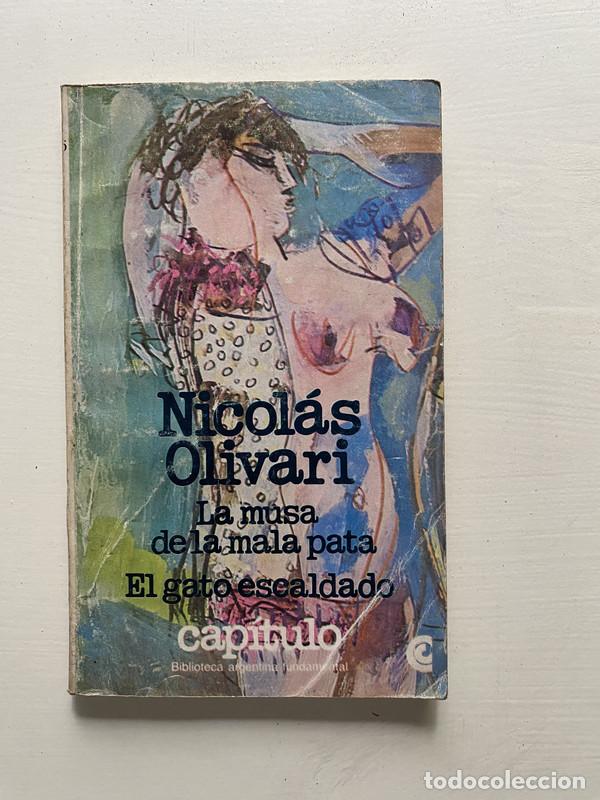 Nicolás
Olivari
La musa
de la mala pata
El gato escaldado
capítulo
Biblioteca argentina fundamental
todocoleccion